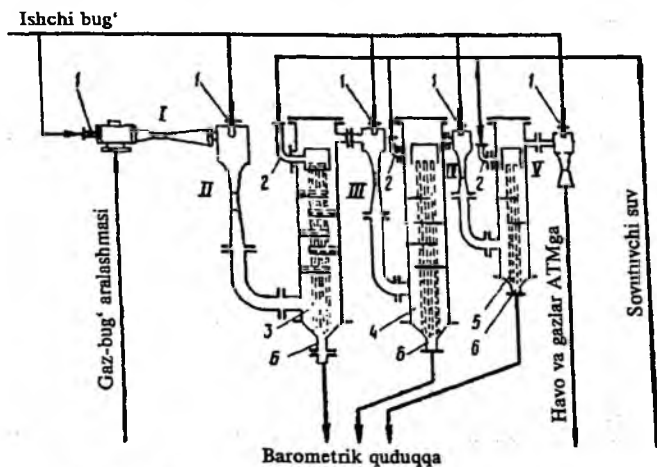 Ishchi bug‘
1 I 1 1 1 1
2 2 2
II III IV V
Gaz-bug‘ aralashmasi
3 4 5
6 6 6
Havo va gazlar ATMga
Sovutuvchi suv
Barometrik quduqqa